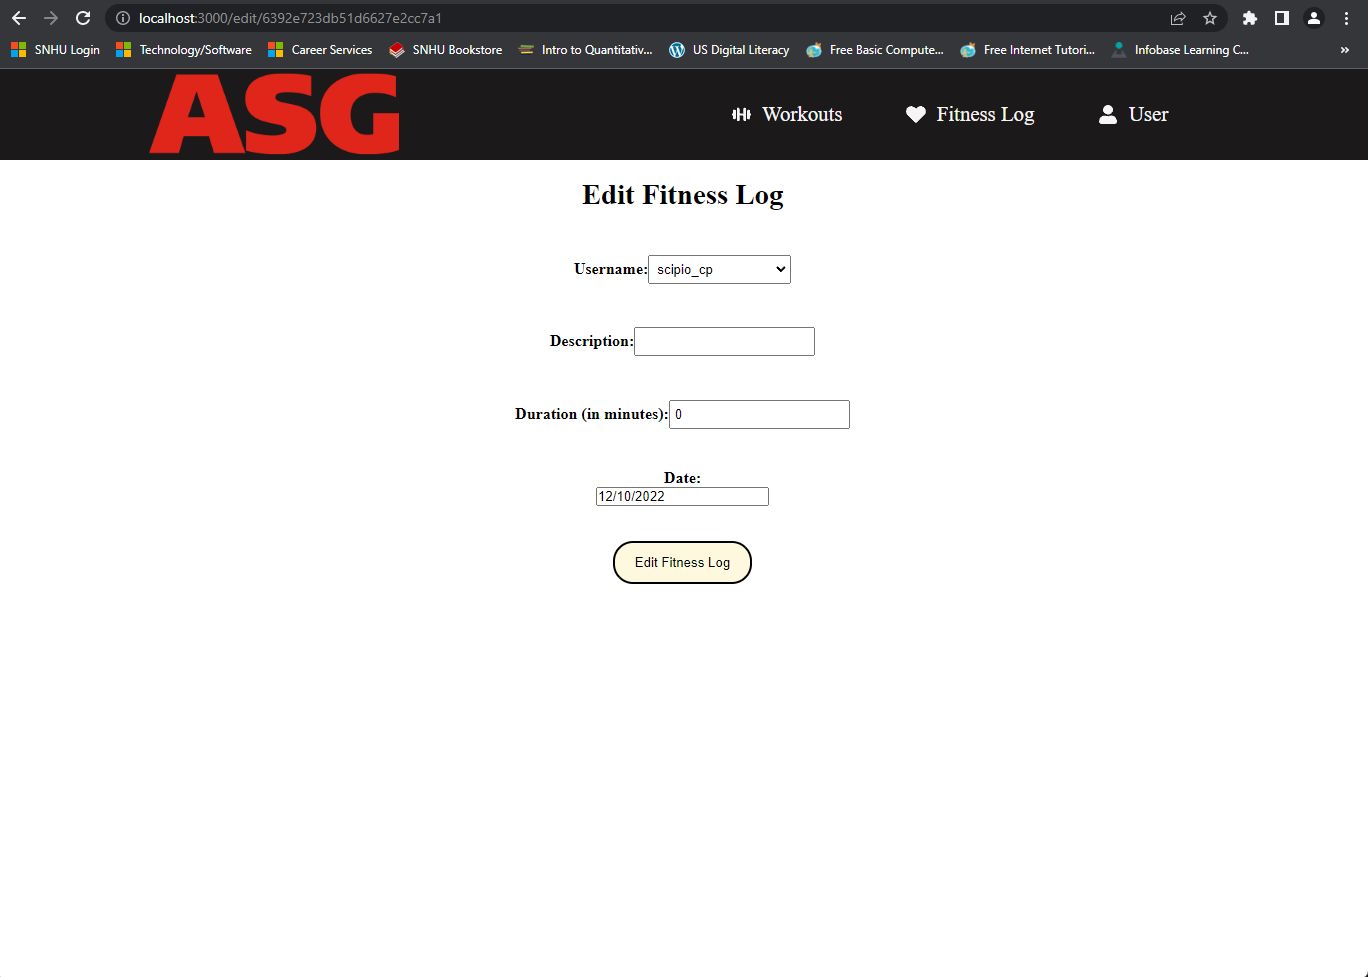 localhost:3000/edit/6392e723db51d6627e2cc7a1
SNHU Login Technology/Software Career Services SNHU Bookstore Intro to Quantitativ... US Digital Literacy Free Basic Compute... Free Internet Tutori... Infobase Learning C... »
ASG Workouts Fitness Log User
Edit Fitness Log
Username: scipio_cp
Description:
Duration (in minutes): 0
Date:
12/10/2022
Edit Fitness Log